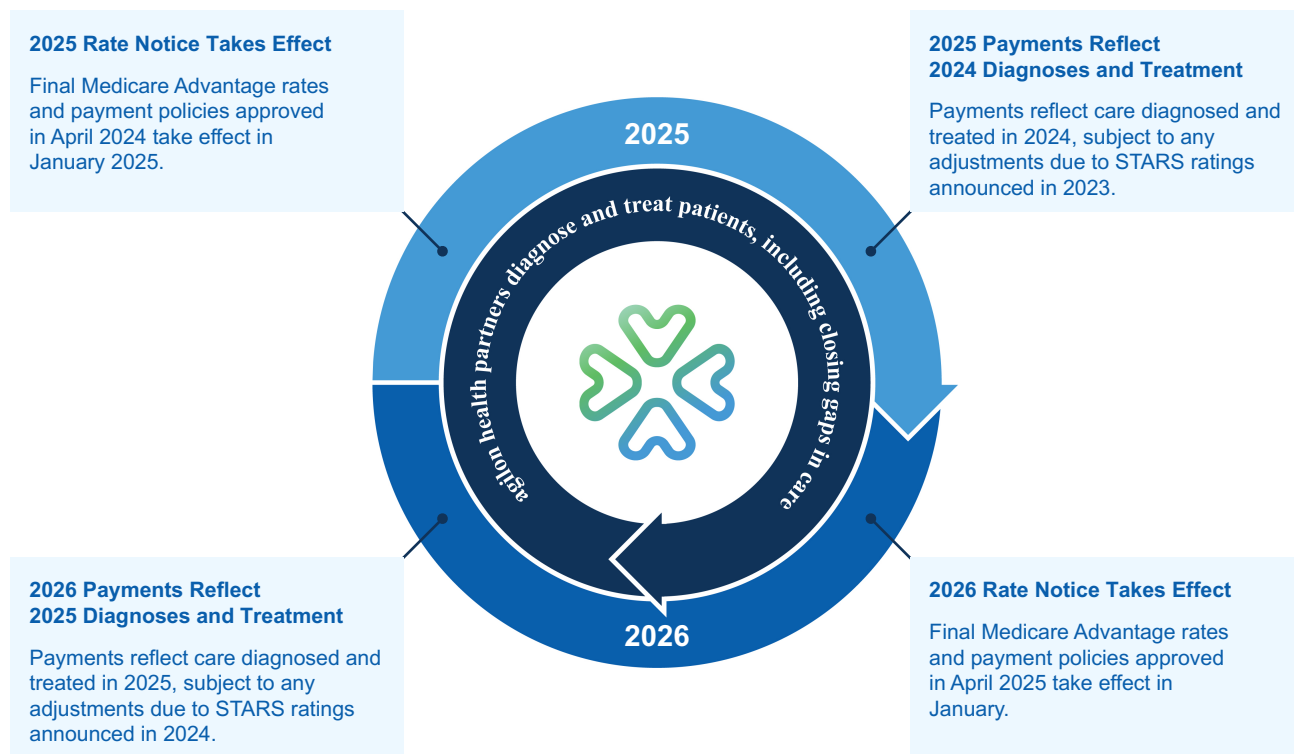 2025 Rate Notice Takes Effect
Final Medicare Advantage rates
and payment policies approved
in April 2024 take effect in
January 2025.
2025 Payments Reflect
2024 Diagnoses and Treatment
Payments reflect care diagnosed and
treated in 2024, subject to any
adjustments due to STARS ratings
announced in 2023.
2025
agilon health partners diagnose and treat patients, including closing gaps in care
2026
2026 Payments Reflect
2025 Diagnoses and Treatment
Payments reflect care diagnosed and
treated in 2025, subject to any
adjustments due to STARS ratings
announced in 2024.
2026 Rate Notice Takes Effect
Final Medicare Advantage rates
and payment policies approved
in April 2025 take effect in
January.